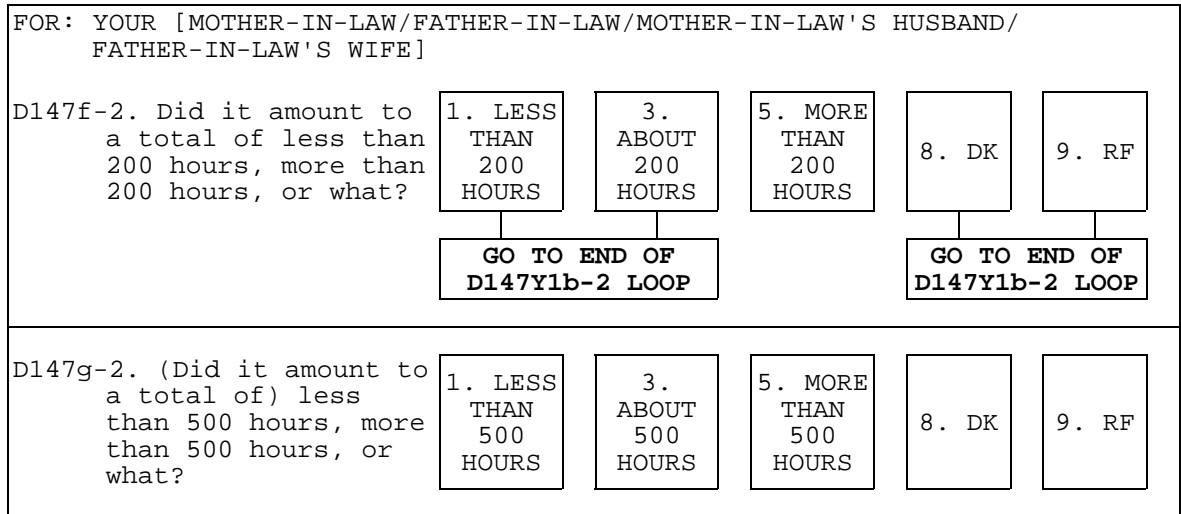 FOR: YOUR [MOTHER-IN-LAW/FATHER-IN-LAW/MOTHER-IN-LAW'S HUSBAND/
FATHER-IN-LAW'S WIFE]
D147f-2. Did it amount to
a total of less than
200 hours, more than
200 hours, or what?
1. LESS
THAN
200
HOURS
3.
ABOUT
200
HOURS
5. MORE
THAN
200
HOURS
8. DK
9. RF
GO TO END OF
D147Y1b-2 LOOP
GO TO END OF
D147Y1b-2 LOOP
D147g-2. (Did it amount to
a total of) less
than 500 hours, more
than 500 hours, or
what?
1. LESS
THAN
500
HOURS
3.
ABOUT
500
HOURS
5. MORE
THAN
500
HOURS
8. DK
9. RF